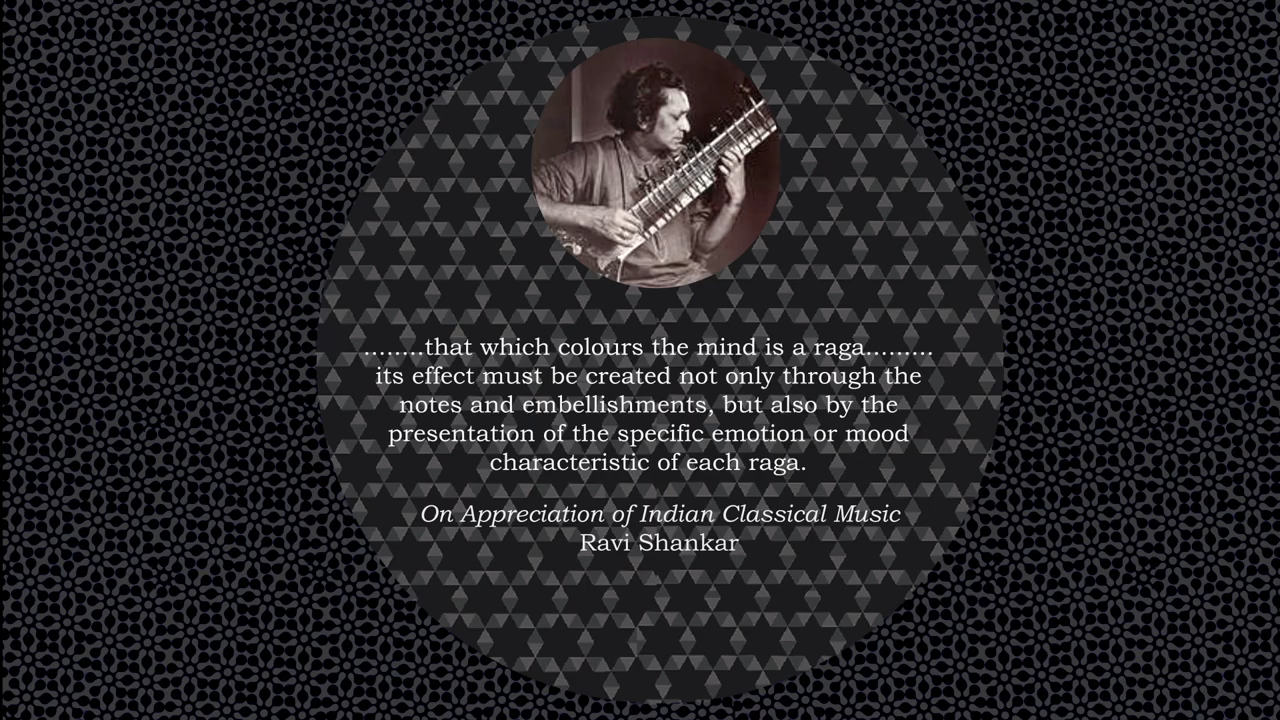 ........that which colours the mind is a raga.........
its effect must be created not only through the
notes and embellishments, but also by the
presentation of the specific emotion or mood
characteristic of each raga.
On Appreciation of Indian Classical Music
Ravi Shankar